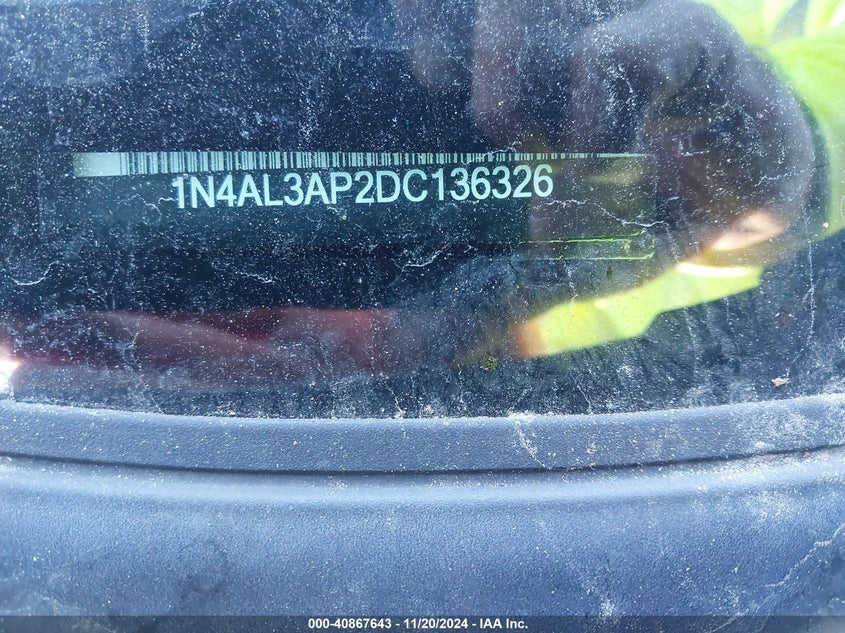 1N4AL3AP2DC136326
000-40867643 - 11/20/2024 - IAA Inc.